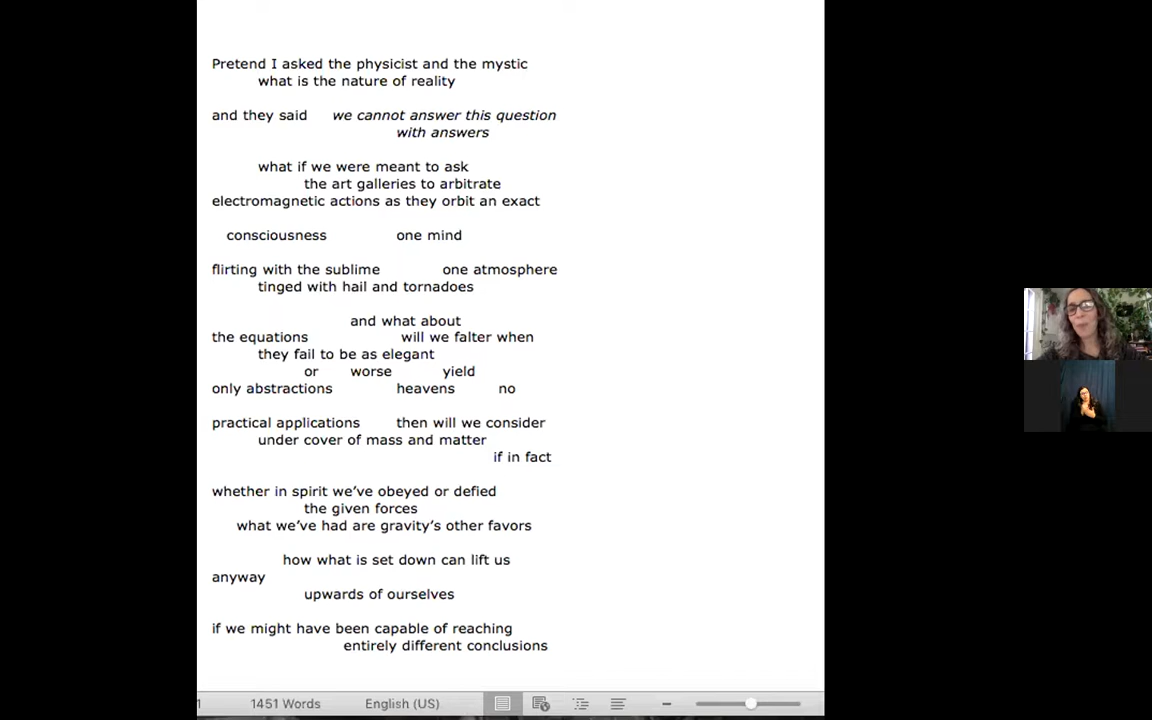 Pretend I asked the physicist and the mystic
what is the nature of reality
and they said we cannot answer this question
with answers
what if we were meant to ask
the art galleries to arbitrate
electromagnetic actions as they orbit an exact
consciousness one mind
flirting with the sublime one atmosphere
tinged with hail and tornadoes
and what about
the equations will we falter when
they fail to be as elegant
or worse yield
only abstractions heavens no
practical applications then will we consider
under cover of mass and matter
if in fact
whether in spirit we’ve obeyed or defied
the given forces
what we’ve had are gravity’s other favors
how what is set down can lift us
anyway
upwards of ourselves
if we might have been capable of reaching
entirely different conclusions
1 1451 Words English (US)